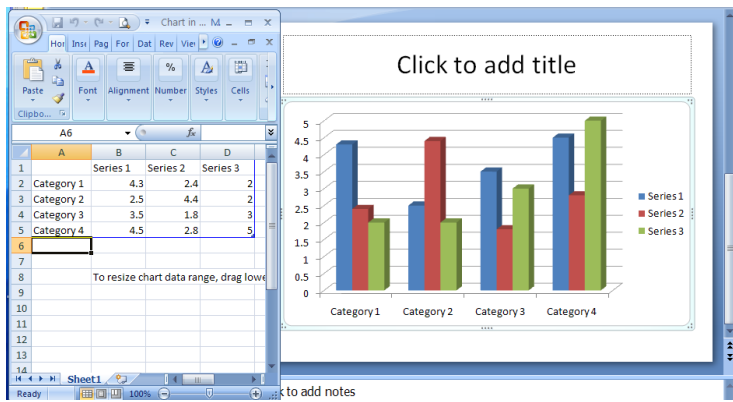 Chart in ... M
Hor Inse Pag For Dat Rev Vie
Paste Font Alignment Number Styles Cells
Clipbo...
A6 fx
A B C D
1 Series 1 Series 2 Series 3
2 Category 1 4.3 2.4 2
3 Category 2 2.5 4.4 2
4 Category 3 3.5 1.8 3
5 Category 4 4.5 2.8 5
6
7
8 To resize chart data range, drag lowe
9
10
11
12
13
14
Sheet1
Ready 100%
Click to add title
5
4.5
4
3.5
3
2.5
2
1.5
1
0.5
0
Category 1 Category 2 Category 3 Category 4
Series 1
Series 2
Series 3
k to add notes